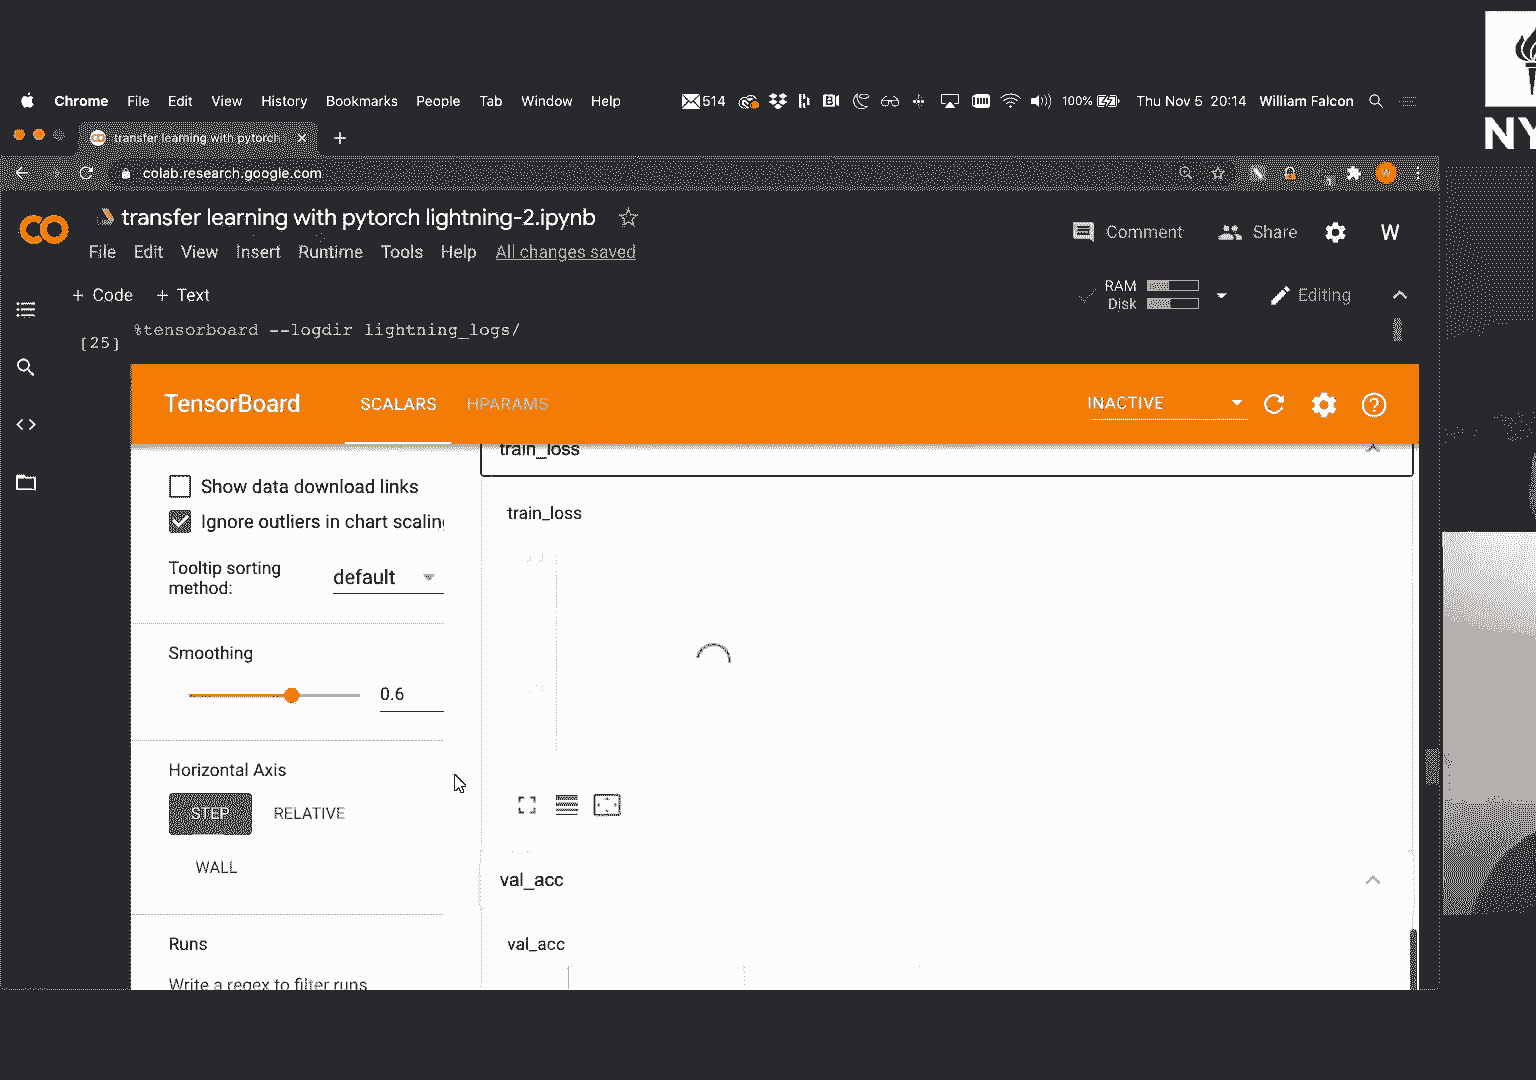 Chrome File Edit View History Bookmarks People Tab Window Help 514 100% Thu Nov 5 20:14 William Falcon
transfer learning with pytorch
colab.research.google.com
NY
CO transfer learning with pytorch lightning-2.ipynb
File Edit View Insert Runtime Tools Help All changes saved
Comment Share W
+ Code + Text
RAM
Disk
Editing
[25]
%tensorboard --logdir lightning_logs/
TensorBoard SCALARS HPARAMS INACTIVE
train_loss
Show data download links
Ignore outliers in chart scaling
Tooltip sorting
method:
default
Smoothing
0.6
Horizontal Axis
STEP RELATIVE
WALL
Runs
Write a regex to filter runs
train_loss
val_acc
val_acc